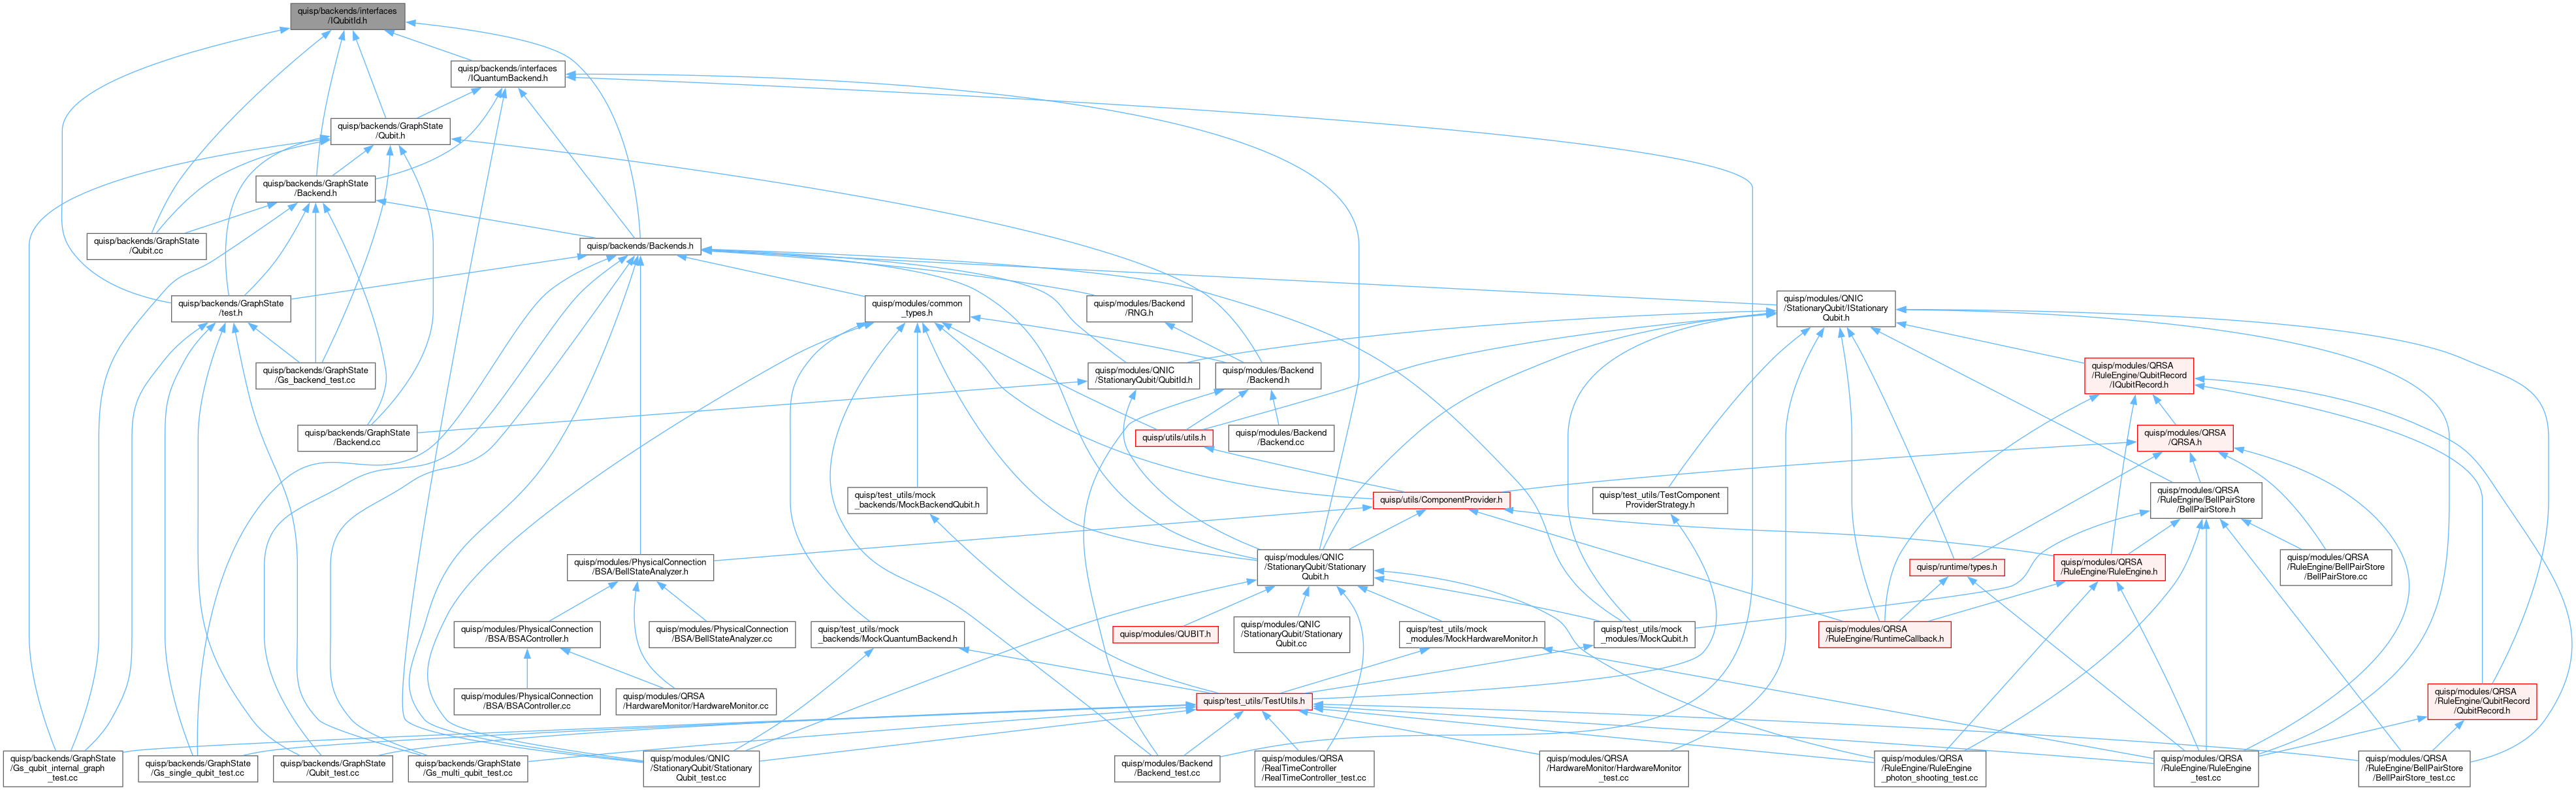 quisp/backends/interfaces
/IQubitId.h
quisp/backends/interfaces
/IQuantumBackend.h
quisp/backends/GraphState
/Qubit.h
quisp/backends/GraphState
/Backend.h
quisp/backends/GraphState
/Qubit.cc
quisp/backends/Backends.h
quisp/backends/GraphState
/test.h
quisp/modules/common
_types.h
quisp/modules/Backend
/RNG.h
quisp/modules/QNIC
/StationaryQubit/IStationary
Qubit.h
quisp/backends/GraphState
/Gs_backend_test.cc
quisp/modules/QNIC
/StationaryQubit/QubitId.h
quisp/modules/Backend
/Backend.h
quisp/modules/QRSA
/RuleEngine/QubitRecord
/IQubitRecord.h
quisp/backends/GraphState
/Backend.cc
quisp/utils/utils.h
quisp/modules/Backend
/Backend.cc
quisp/modules/QRSA
/QRSA.h
quisp/test_utils/mock
_backends/MockBackendQubit.h
quisp/utils/ComponentProvider.h
quisp/test_utils/TestComponent
ProviderStrategy.h
quisp/modules/QRSA
/RuleEngine/BellPairStore
/BellPairStore.h
quisp/modules/PhysicalConnection
/BSA/BellStateAnalyzer.h
quisp/modules/QNIC
/StationaryQubit/Stationary
Qubit.h
quisp/runtime/types.h
quisp/modules/QRSA
/RuleEngine/RuleEngine.h
quisp/modules/QRSA
/RuleEngine/BellPairStore
/BellPairStore.cc
quisp/modules/PhysicalConnection
/BSA/BSAController.h
quisp/modules/PhysicalConnection
/BSA/BellStateAnalyzer.cc
quisp/test_utils/mock
_backends/MockQuantumBackend.h
quisp/modules/QUBIT.h
quisp/modules/QNIC
/StationaryQubit/Stationary
Qubit.cc
quisp/test_utils/mock
_modules/MockHardwareMonitor.h
quisp/test_utils/mock
_modules/MockQubit.h
quisp/modules/QRSA
/RuleEngine/RuntimeCallback.h
quisp/modules/PhysicalConnection
/BSA/BSAController.cc
quisp/modules/QRSA
/HardwareMonitor/HardwareMonitor.cc
quisp/test_utils/TestUtils.h
quisp/modules/QRSA
/RuleEngine/QubitRecord
/QubitRecord.h
quisp/backends/GraphState
/Gs_qubit_internal_graph
_test.cc
quisp/backends/GraphState
/Gs_single_qubit_test.cc
quisp/backends/GraphState
/Qubit_test.cc
quisp/backends/GraphState
/Gs_multi_qubit_test.cc
quisp/modules/QNIC
/StationaryQubit/Stationary
Qubit_test.cc
quisp/modules/Backend
/Backend_test.cc
quisp/modules/QRSA
/RealTimeController
/RealTimeController_test.cc
quisp/modules/QRSA
/HardwareMonitor/HardwareMonitor
_test.cc
quisp/modules/QRSA
/RuleEngine/RuleEngine
_photon_shooting_test.cc
quisp/modules/QRSA
/RuleEngine/RuleEngine
_test.cc
quisp/modules/QRSA
/RuleEngine/BellPairStore
/BellPairStore_test.cc